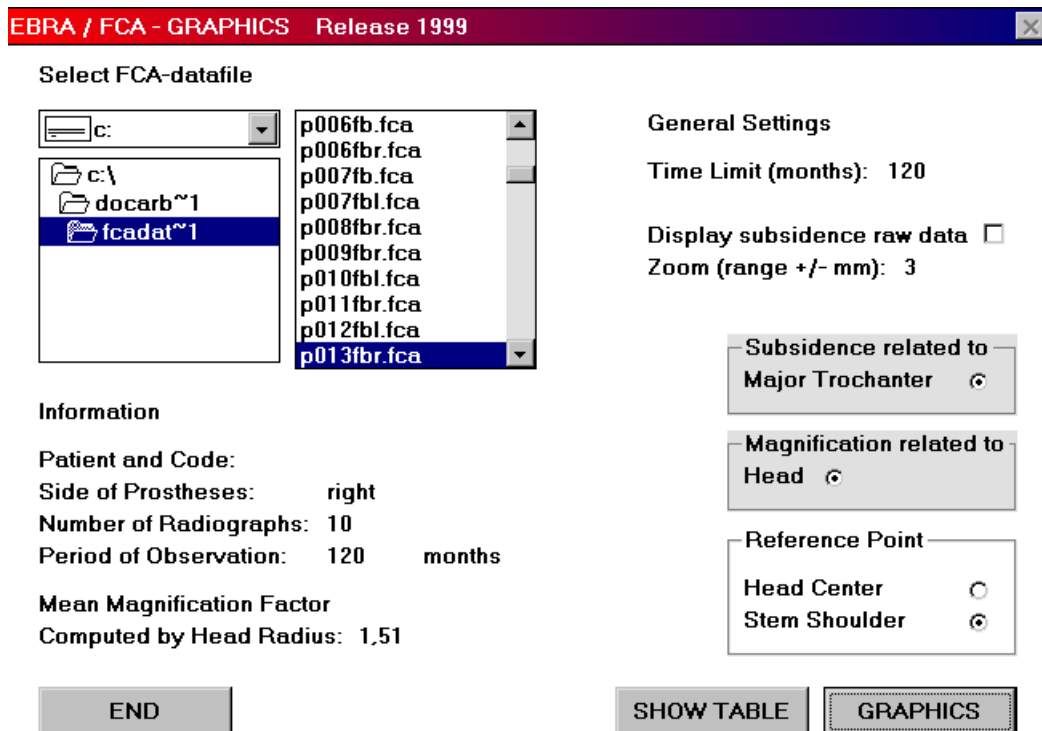 EBRA / FCA - GRAPHICS Release 1999
Select FCA-datafile
c:
c:\
docarb~1
fcadat~1
p006fb.fca
p006fbr.fca
p007fb.fca
p007fbl.fca
p008fbr.fca
p009fbr.fca
p010fbl.fca
p011fbr.fca
p012fbl.fca
p013fbr.fca
General Settings
Time Limit (months): 120
Display subsidence raw data
Zoom (range +/- mm): 3
Subsidence related to
Major Trochanter
Magnification related to
Head
Reference Point
Head Center
Stem Shoulder
Information
Patient and Code:
Side of Prostheses: right
Number of Radiographs: 10
Period of Observation: 120 months
Mean Magnification Factor
Computed by Head Radius: 1,51
END
SHOW TABLE
GRAPHICS